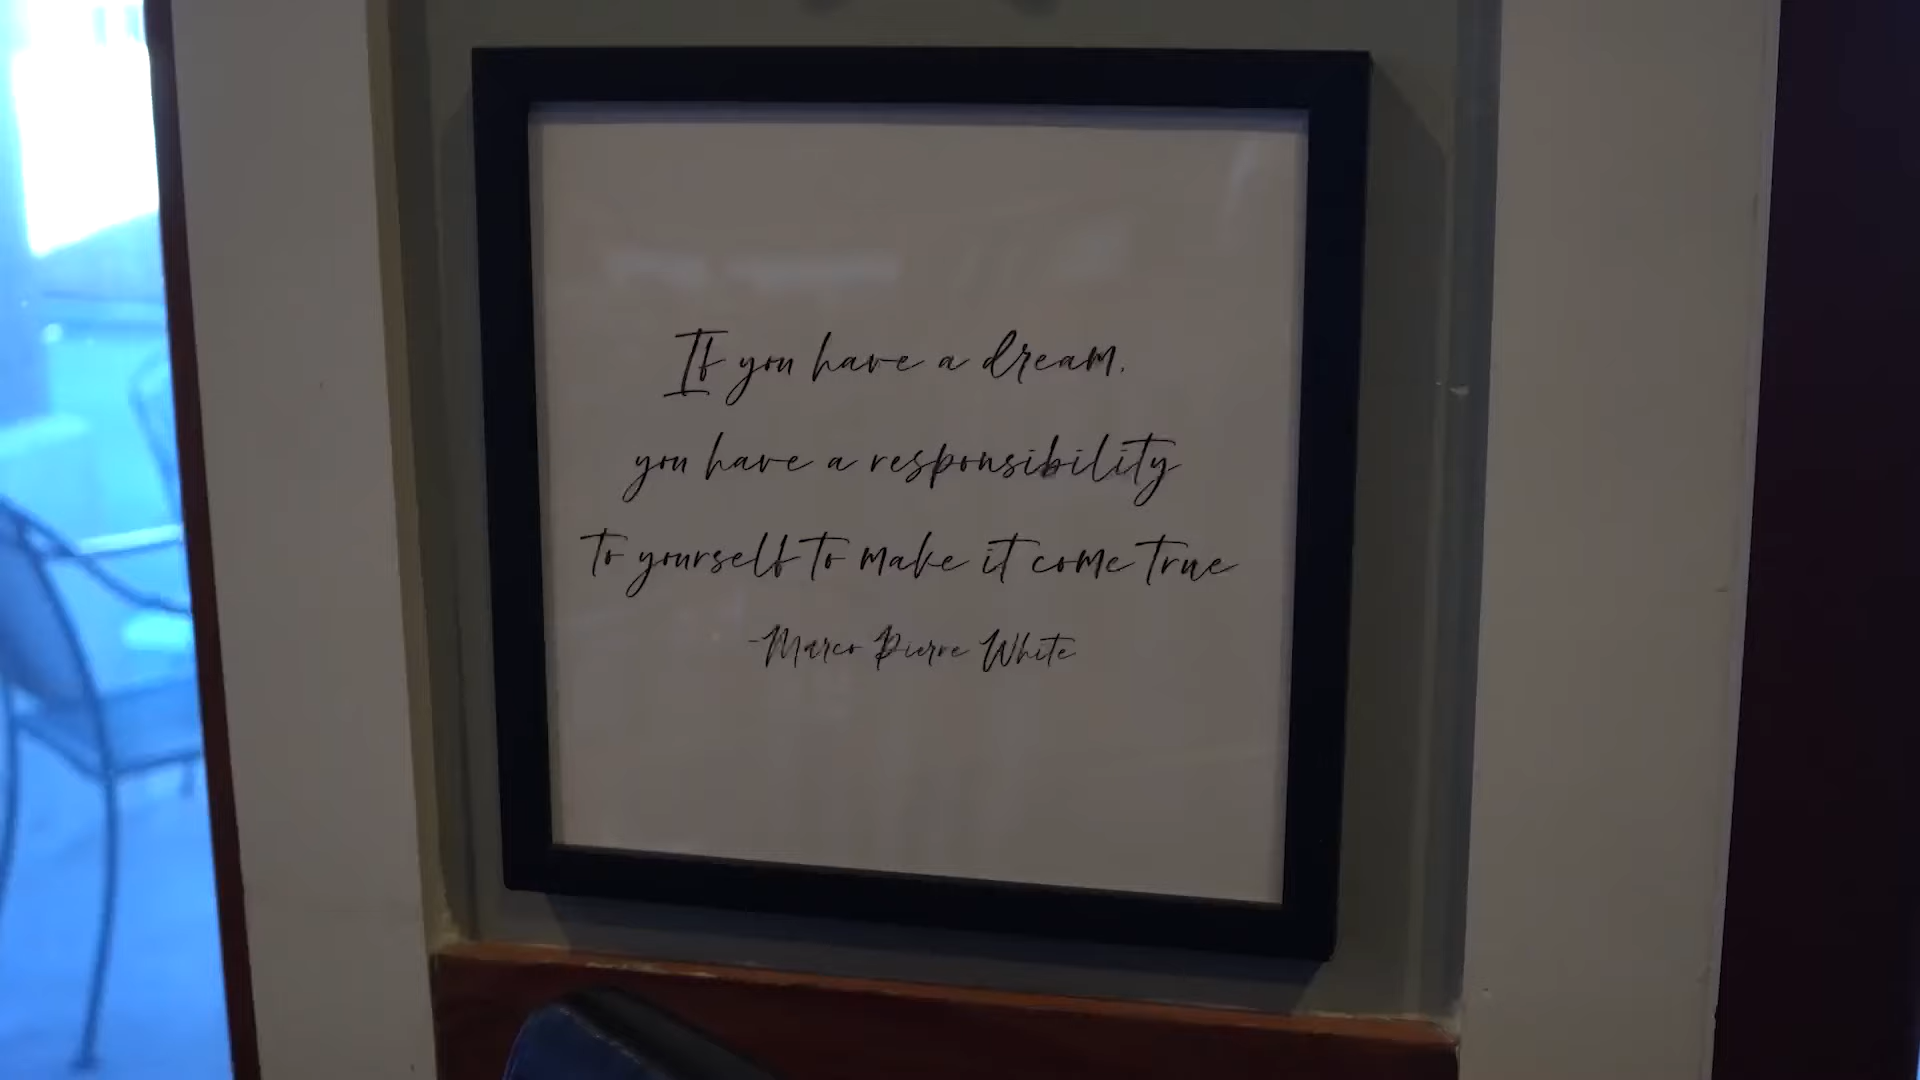 If you have a dream,
you have a responsibility
to yourself to make it come true
-Marco Pierre White